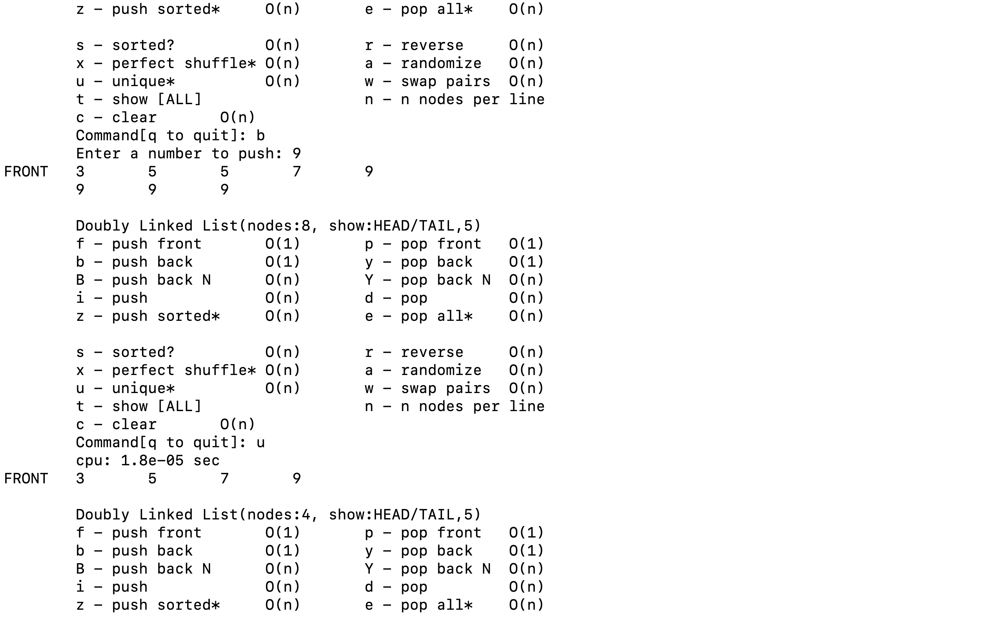 z – push sorted*     O(n)       e – pop all*    O(n)

s – sorted?          O(n)       r – reverse     O(n)
x – perfect shuffle* O(n)       a – randomize   O(n)
u – unique*          O(n)       w – swap pairs  O(n)
t – show [ALL]                  n – n nodes per line
c – clear       O(n)
Command[q to quit]: b
Enter a number to push: 9
FRONT   3       5       5       7       9
        9       9       9

Doubly Linked List(nodes:8, show:HEAD/TAIL,5)
f – push front       O(1)       p – pop front   O(1)
b – push back        O(1)       y – pop back    O(1)
B – push back N      O(n)       Y – pop back N  O(n)
i – push             O(n)       d – pop         O(n)
z – push sorted*     O(n)       e – pop all*    O(n)

s – sorted?          O(n)       r – reverse     O(n)
x – perfect shuffle* O(n)       a – randomize   O(n)
u – unique*          O(n)       w – swap pairs  O(n)
t – show [ALL]                  n – n nodes per line
c – clear       O(n)
Command[q to quit]: u
cpu: 1.8e–05 sec
FRONT   3       5       7       9

Doubly Linked List(nodes:4, show:HEAD/TAIL,5)
f – push front       O(1)       p – pop front   O(1)
b – push back        O(1)       y – pop back    O(1)
B – push back N      O(n)       Y – pop back N  O(n)
i – push             O(n)       d – pop         O(n)
z – push sorted*     O(n)       e – pop all*    O(n)